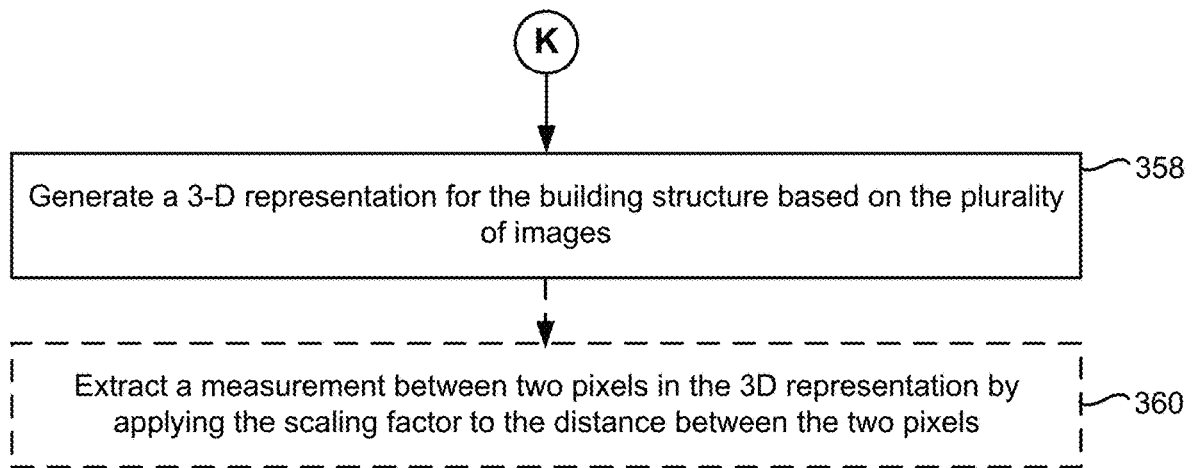 K
358
Generate a 3-D representation for the building structure based on the plurality
of images
Extract a measurement between two pixels in the 3D representation by
applying the scaling factor to the distance between the two pixels
360